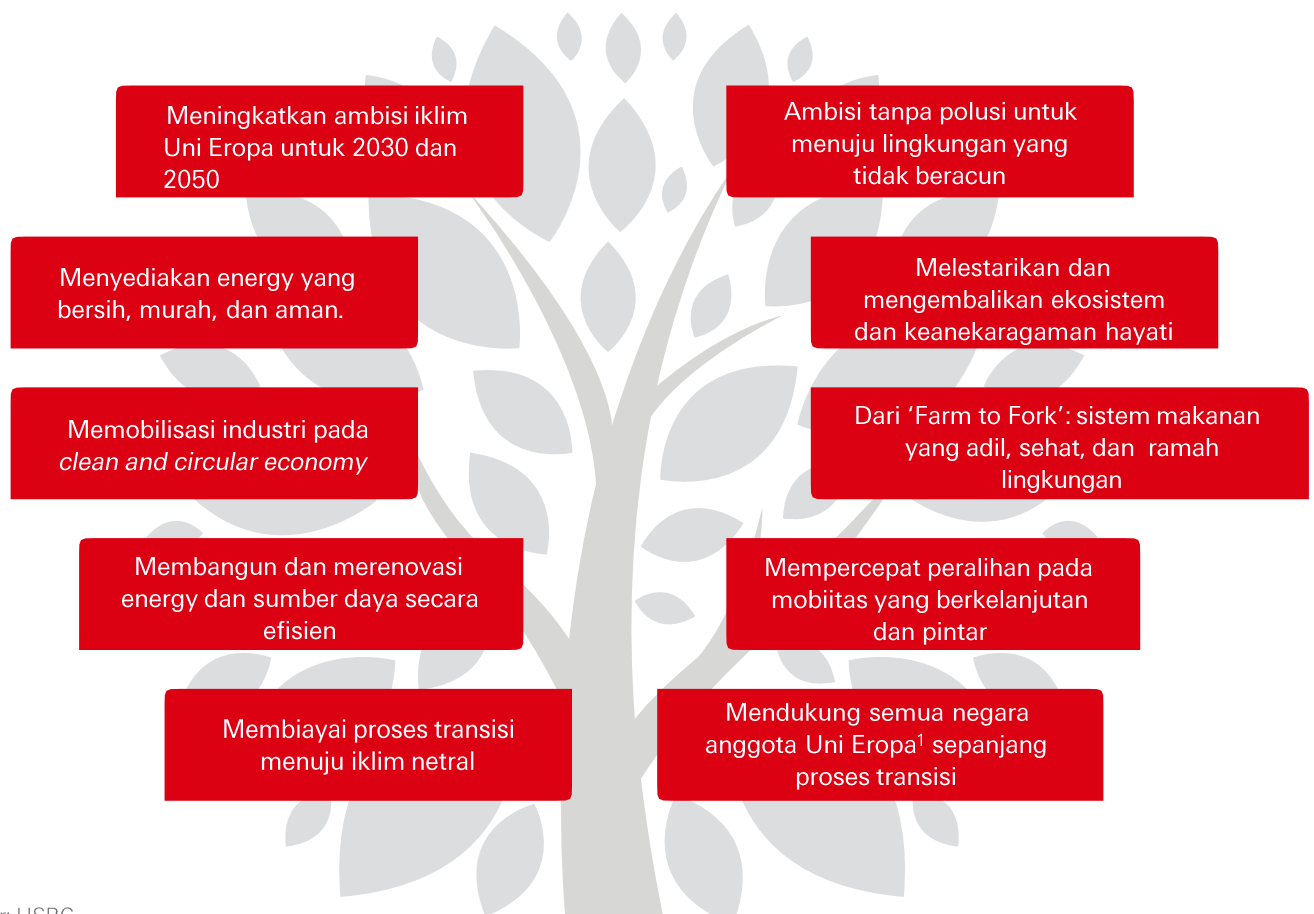 Meningkatkan ambisi iklim
Uni Eropa untuk 2030 dan
2050
Ambisi tanpa polusi untuk
menuju lingkungan yang
tidak beracun
Menyediakan energy yang
bersih, murah, dan aman.
Melestarikan dan
mengembalikan ekosistem
dan keanekaragaman hayati
Memobilisasi industri pada
clean and circular economy
Dari ‘Farm to Fork’: sistem makanan
yang adil, sehat, dan ramah
lingkungan
Membangun dan merenovasi
energy dan sumber daya secara
efisien
Mempercepat peralihan pada
mobiitas yang berkelanjutan
dan pintar
Membiayai proses transisi
menuju iklim netral
Mendukung semua negara
anggota Uni Eropa¹ sepanjang
proses transisi